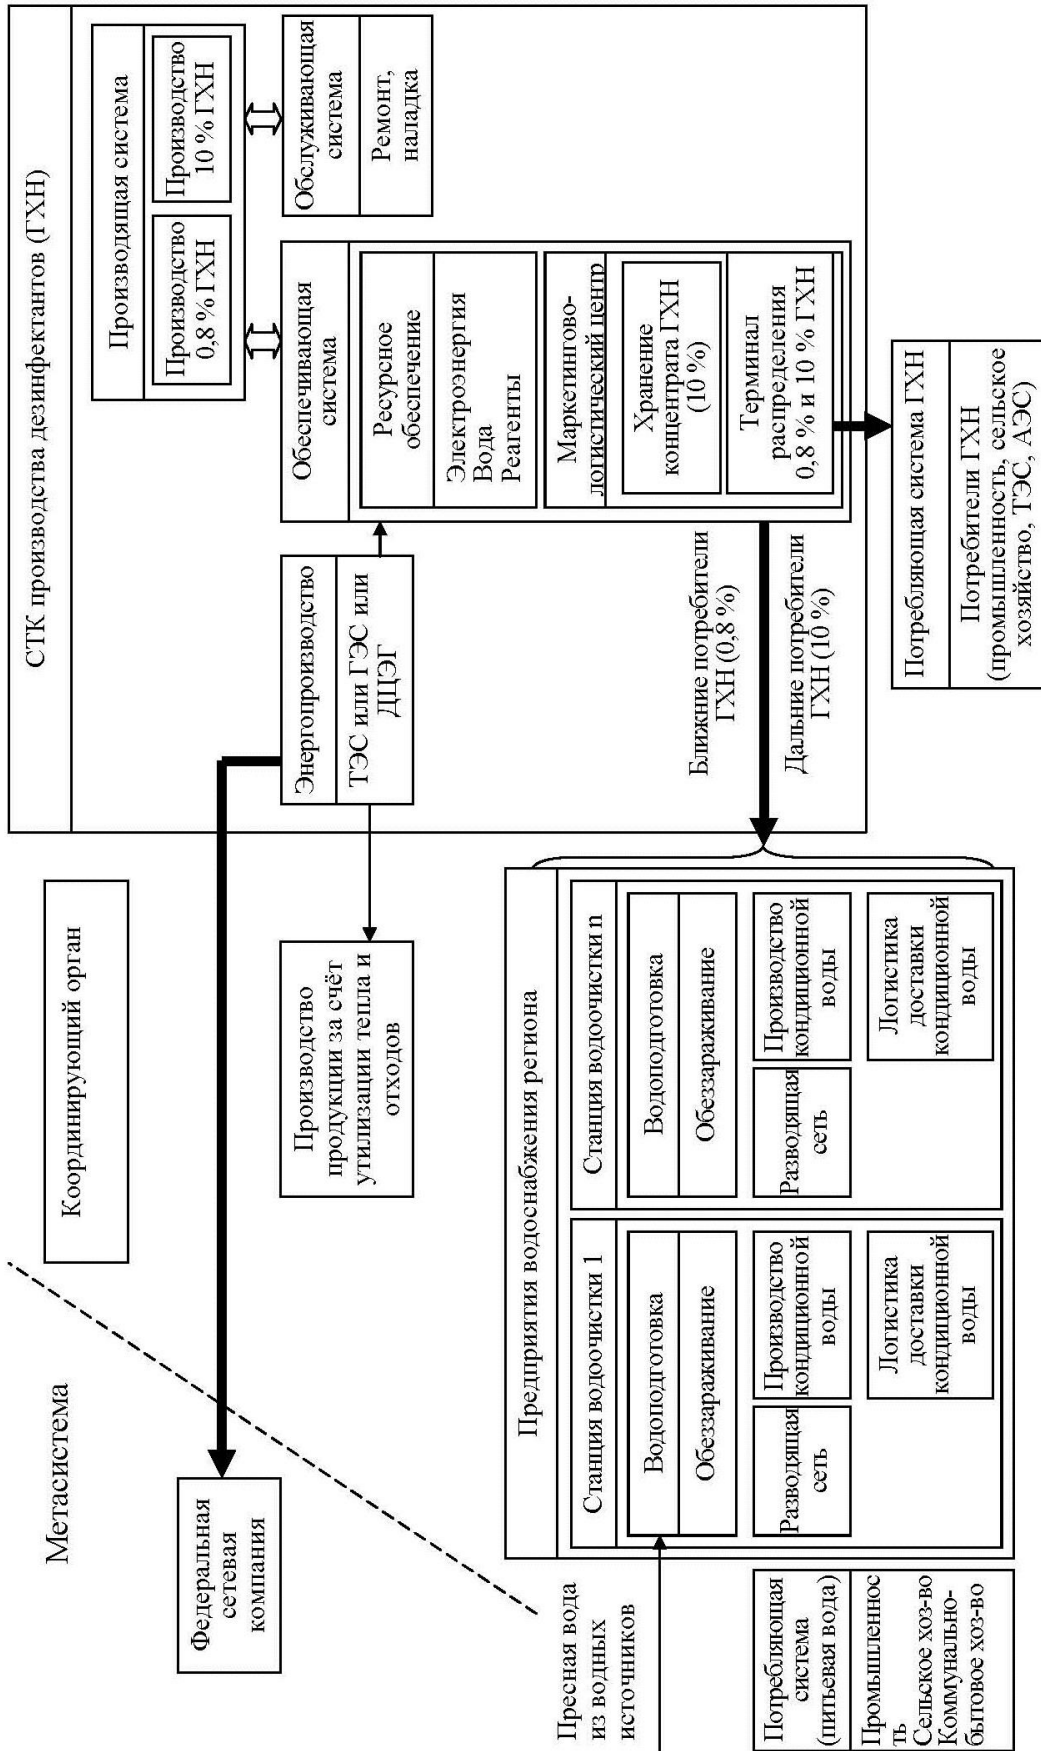 Метасистема
Координирующий орган
Федеральная
сетевая
компания
Производство
продукции за счёт
утилизации тепла и
отходов
СТК производства дезинфектантов (ГХН)
Производящая система
Производство
0,8 % ГХН
Производство
10 % ГХН
Обслуживающая
система
Ремонт,
наладка
Обеспечивающая
система
Ресурсное
обеспечение
Электроэнергия
Вода
Реагенты
Маркетингово-
логистический центр
Хранение
концентрата ГХН
(10 %)
Терминал
распределения
0,8 % и 10 % ГХН
Энергопроизводство
ТЭС или ГЭС или
ДЦЭГ
Ближние потребители
ГХН (0,8 %)
Дальние потребители
ГХН (10 %)
Потребляющая система ГХН
Потребители ГХН
(промышленность, сельское
хозяйство, ТЭС, АЭС)
Предприятия водоснабжения региона
Станция водоочистки 1
Водоподготовка
Обеззараживание
Разводящая
сеть
Производство
кондиционной
воды
Логистика
доставки
кондиционной
воды
Станция водоочистки n
Водоподготовка
Обеззараживание
Разводящая
сеть
Производство
кондиционной
воды
Логистика
доставки
кондиционной
воды
Пресная вода
из водных
источников
Потребляющая
система
(питьевая вода)
Промышленнос
ть
Сельское хоз-во
Коммунально-
бытовое хоз-во